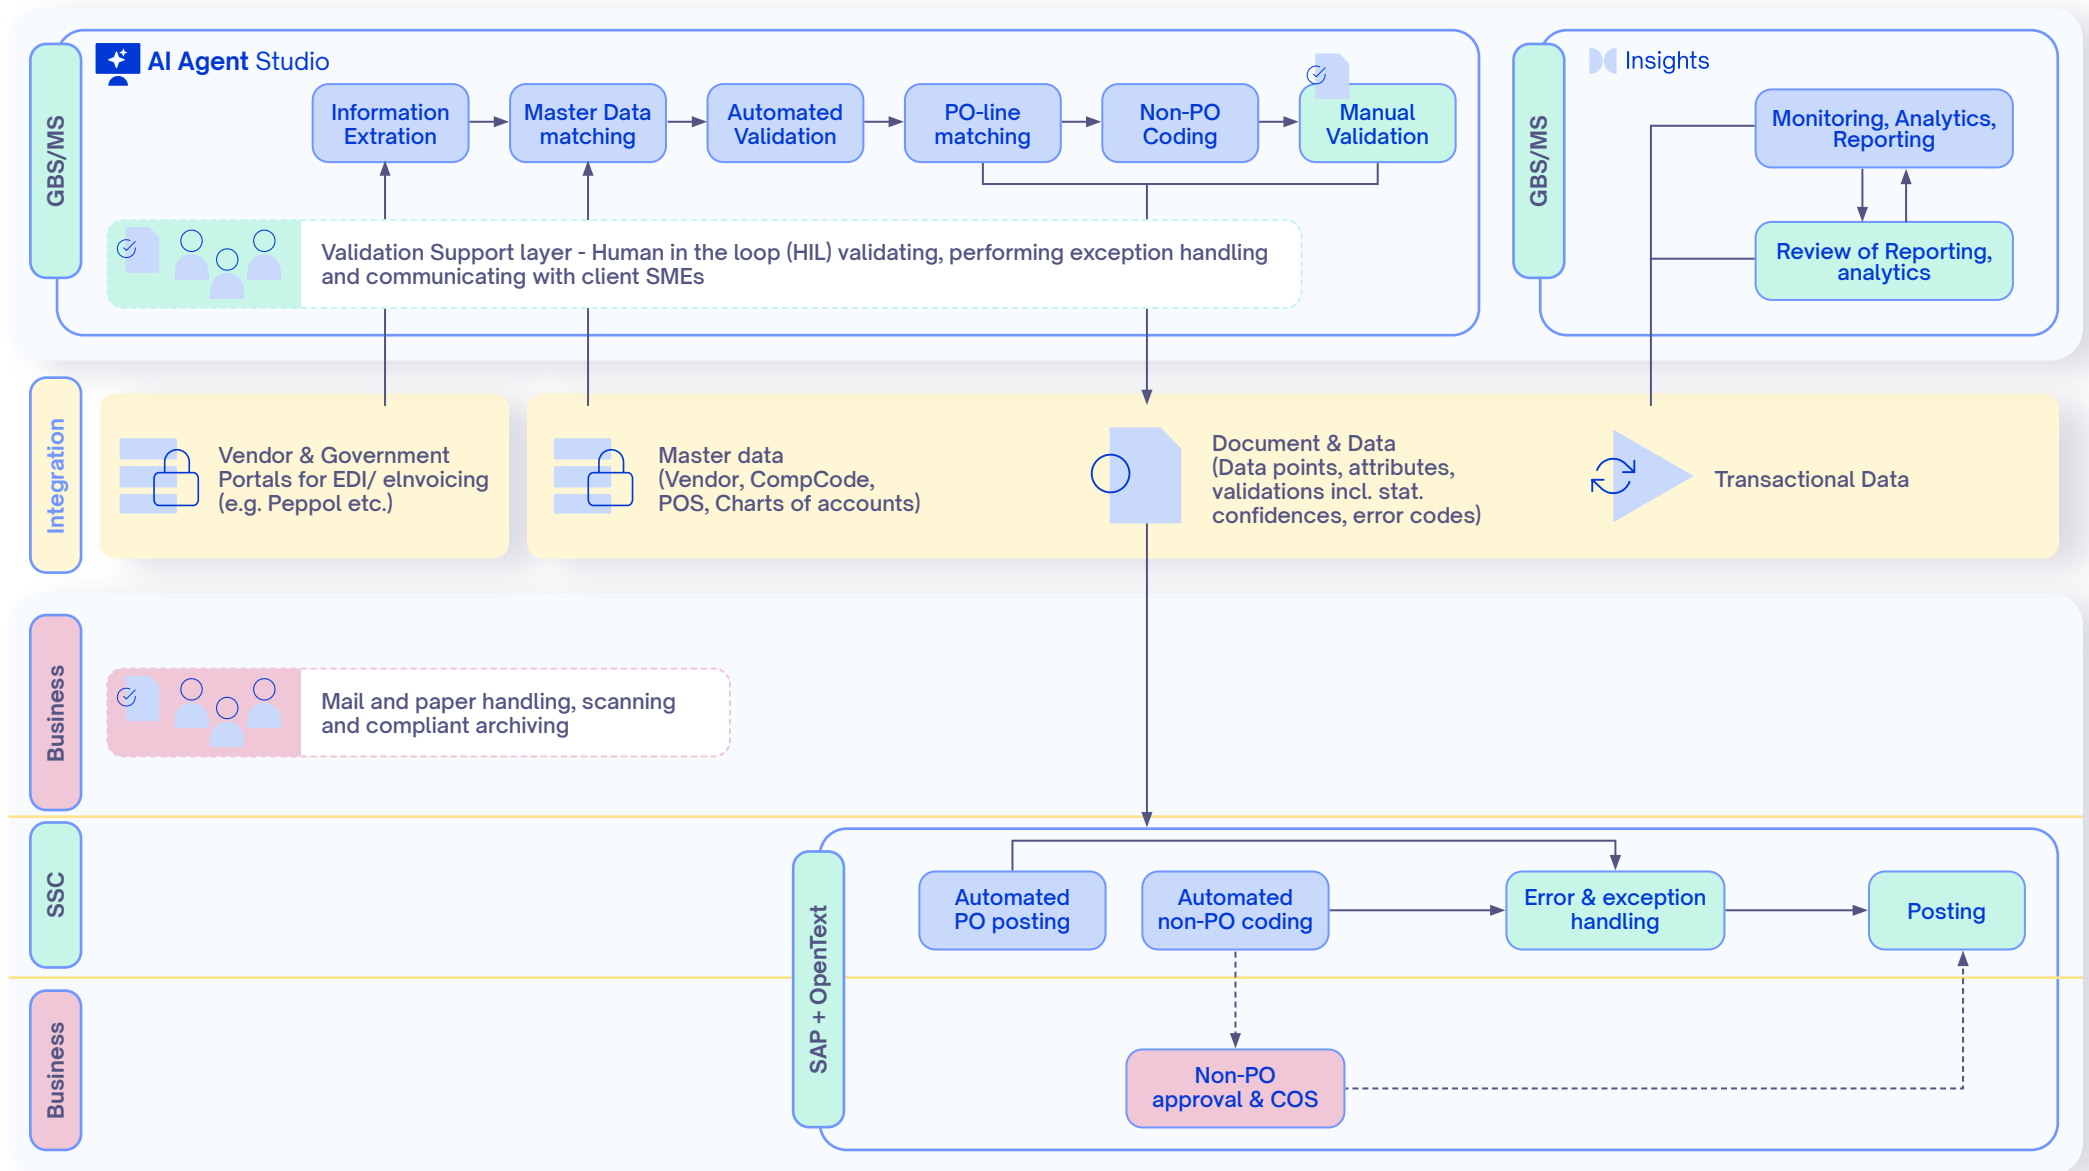 GBS/MS
AI Agent Studio
Information
Extration
Master Data
matching
Automated
Validation
PO-line
matching
Non-PO
Coding
Manual
Validation
Validation Support layer - Human in the loop (HIL) validating, performing exception handling
and communicating with client SMEs
GBS/MS
Insights
Monitoring, Analytics,
Reporting
Review of Reporting,
analytics
Integration
Vendor & Government
Portals for EDI/ eInvoicing
(e.g. Peppol etc.)
Master data
(Vendor, CompCode,
POS, Charts of accounts)
Document & Data
(Data points, attributes,
validations incl. stat.
confidences, error codes)
Transactional Data
Business
Mail and paper handling, scanning
and compliant archiving
SSC
SAP + OpenText
Automated
PO posting
Automated
non-PO coding
Error & exception
handling
Posting
Business
Non-PO
approval & COS